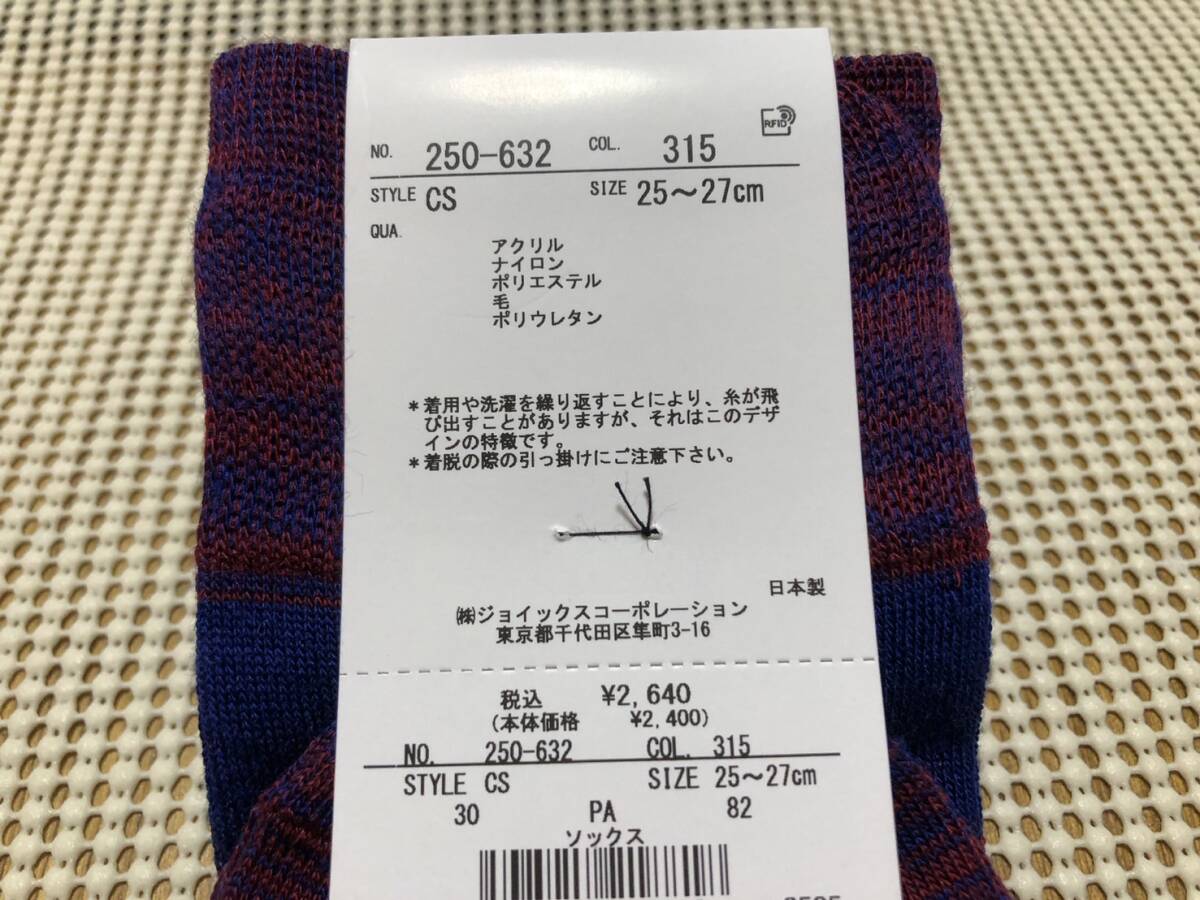 RFID
NO. 250-632 COL. 315
STYLE CS SIZE 25～27cm
QUA.
アクリル
ナイロン
ポリエステル
毛
ポリウレタン
＊着用や洗濯を繰り返すことにより、糸が飛
び出すことがありますが、それはこのデザ
インの特徴です。
＊着脱の際の引っ掛けにご注意下さい。
日本製
㈱ジョイックスコーポレーション
東京都千代田区隼町3-16
税込 ¥2,640
(本体価格 ¥2,400)
NO. 250-632 COL. 315
STYLE CS SIZE 25～27cm
30 PA 82
ソックス